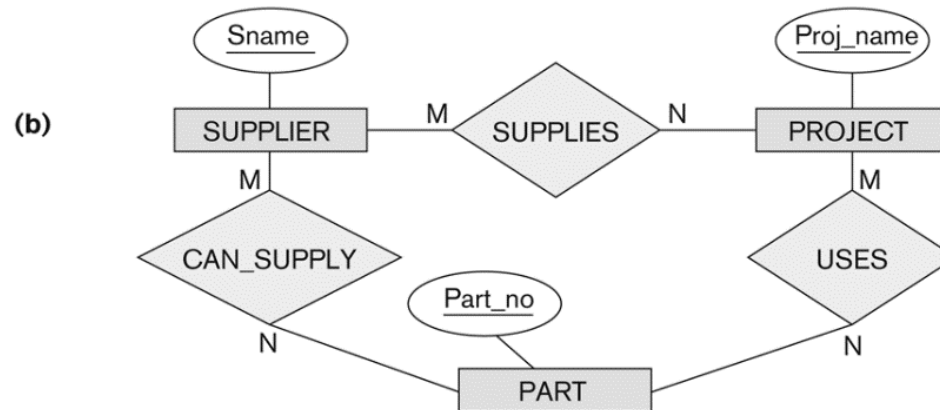 Sname
Proj_name
(b)
M
N
SUPPLIER
SUPPLIES
PROJECT
M
M
CAN_SUPPLY
USES
Part_no
N
N
PART